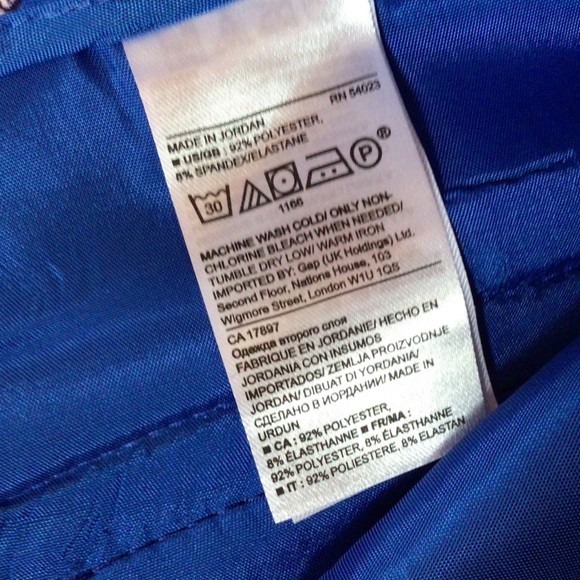 RN 54023
MADE IN JORDAN
■ US/GB : 92% POLYESTER,
8% SPANDEX/ELASTANE
30 P ®
1166
MACHINE WASH COLD/ ONLY NON-
CHLORINE BLEACH WHEN NEEDED/
TUMBLE DRY LOW/ WARM IRON
IMPORTED BY: Gap (UK Holdings) Ltd.
Second Floor, Nations House, 103
Wigmore Street, London W1U 1QS
CA 17897
Одежда второго слоя
FABRIQUE EN JORDANIE/ HECHO EN
JORDANIA CON INSUMOS
IMPORTADOS/ ZEMLJA PROIZVODNJE
JORDAN/ DIBUAT DI YORDANIA/
СДЕЛАНО В ИОРДАНИИ/ MADE IN
URDUN
■ CA : 92% POLYESTER,
8% ÉLASTHANNE ■ FR/MA :
92% POLYESTER, 8% ÉLASTHANNE
■ IT : 92% POLIESTERE, 8% ELASTAN